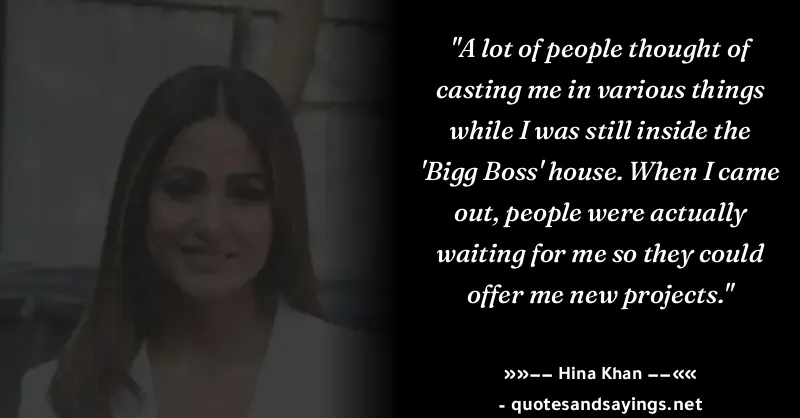 "A lot of people thought of
casting me in various things
while I was still inside the
'Bigg Boss' house. When I came
out, people were actually
waiting for me so they could
offer me new projects."
»»–– Hina Khan ––««
- quotesandsayings.net